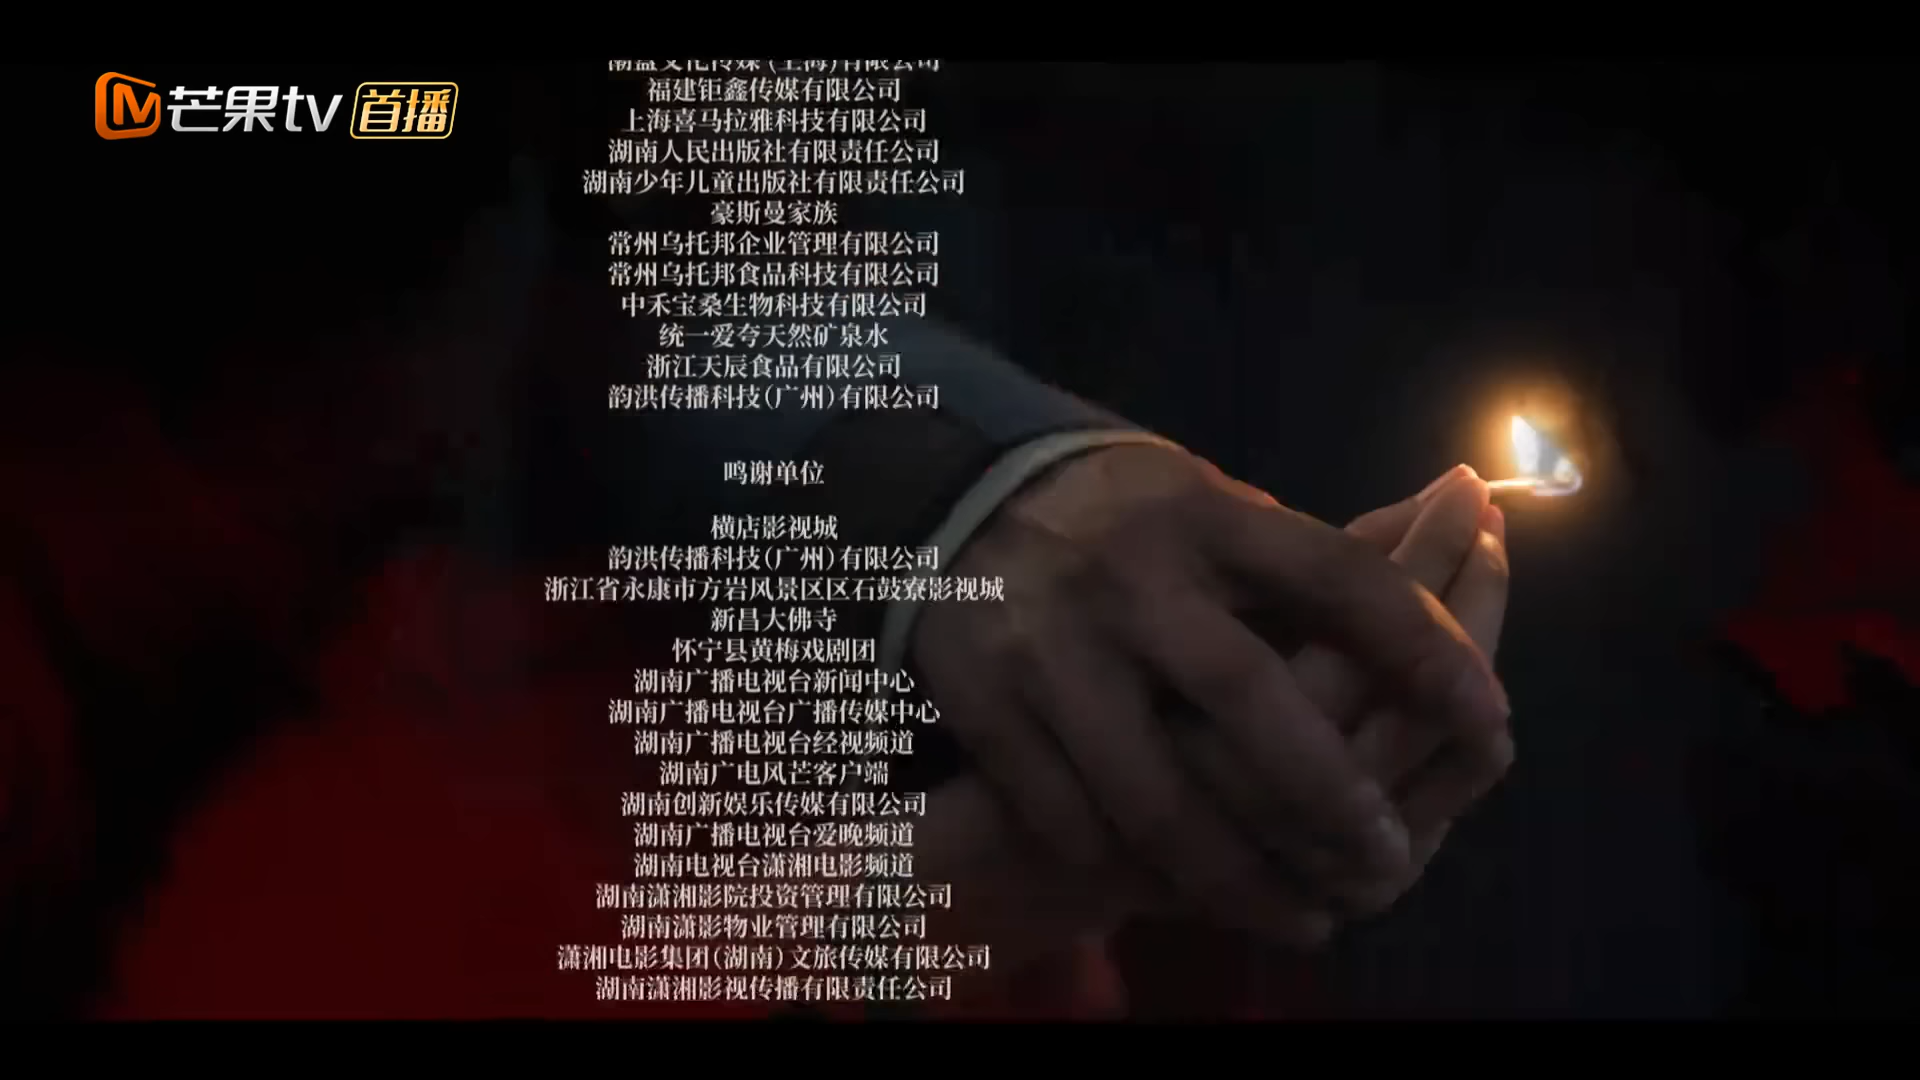 芒果tv 首播
福建钜鑫传媒有限公司
上海喜马拉雅科技有限公司
湖南人民出版社有限责任公司
湖南少年儿童出版社有限责任公司
豪斯曼家族
常州乌托邦企业管理有限公司
常州乌托邦食品科技有限公司
中禾宝桑生物科技有限公司
统一爱夸天然矿泉水
浙江天辰食品有限公司
韵洪传播科技(广州)有限公司
鸣谢单位
横店影视城
韵洪传播科技(广州)有限公司
浙江省永康市方岩风景区区石鼓寮影视城
新昌大佛寺
怀宁县黄梅戏剧团
湖南广播电视台新闻中心
湖南广播电视台广播传媒中心
湖南广播电视台经视频道
湖南广电风芒客户端
湖南创新娱乐传媒有限公司
湖南广播电视台爱晚频道
湖南电视台潇湘电影频道
湖南潇湘影院投资管理有限公司
湖南潇影物业管理有限公司
潇湘电影集团(湖南)文旅传媒有限公司
湖南潇湘影视传播有限责任公司